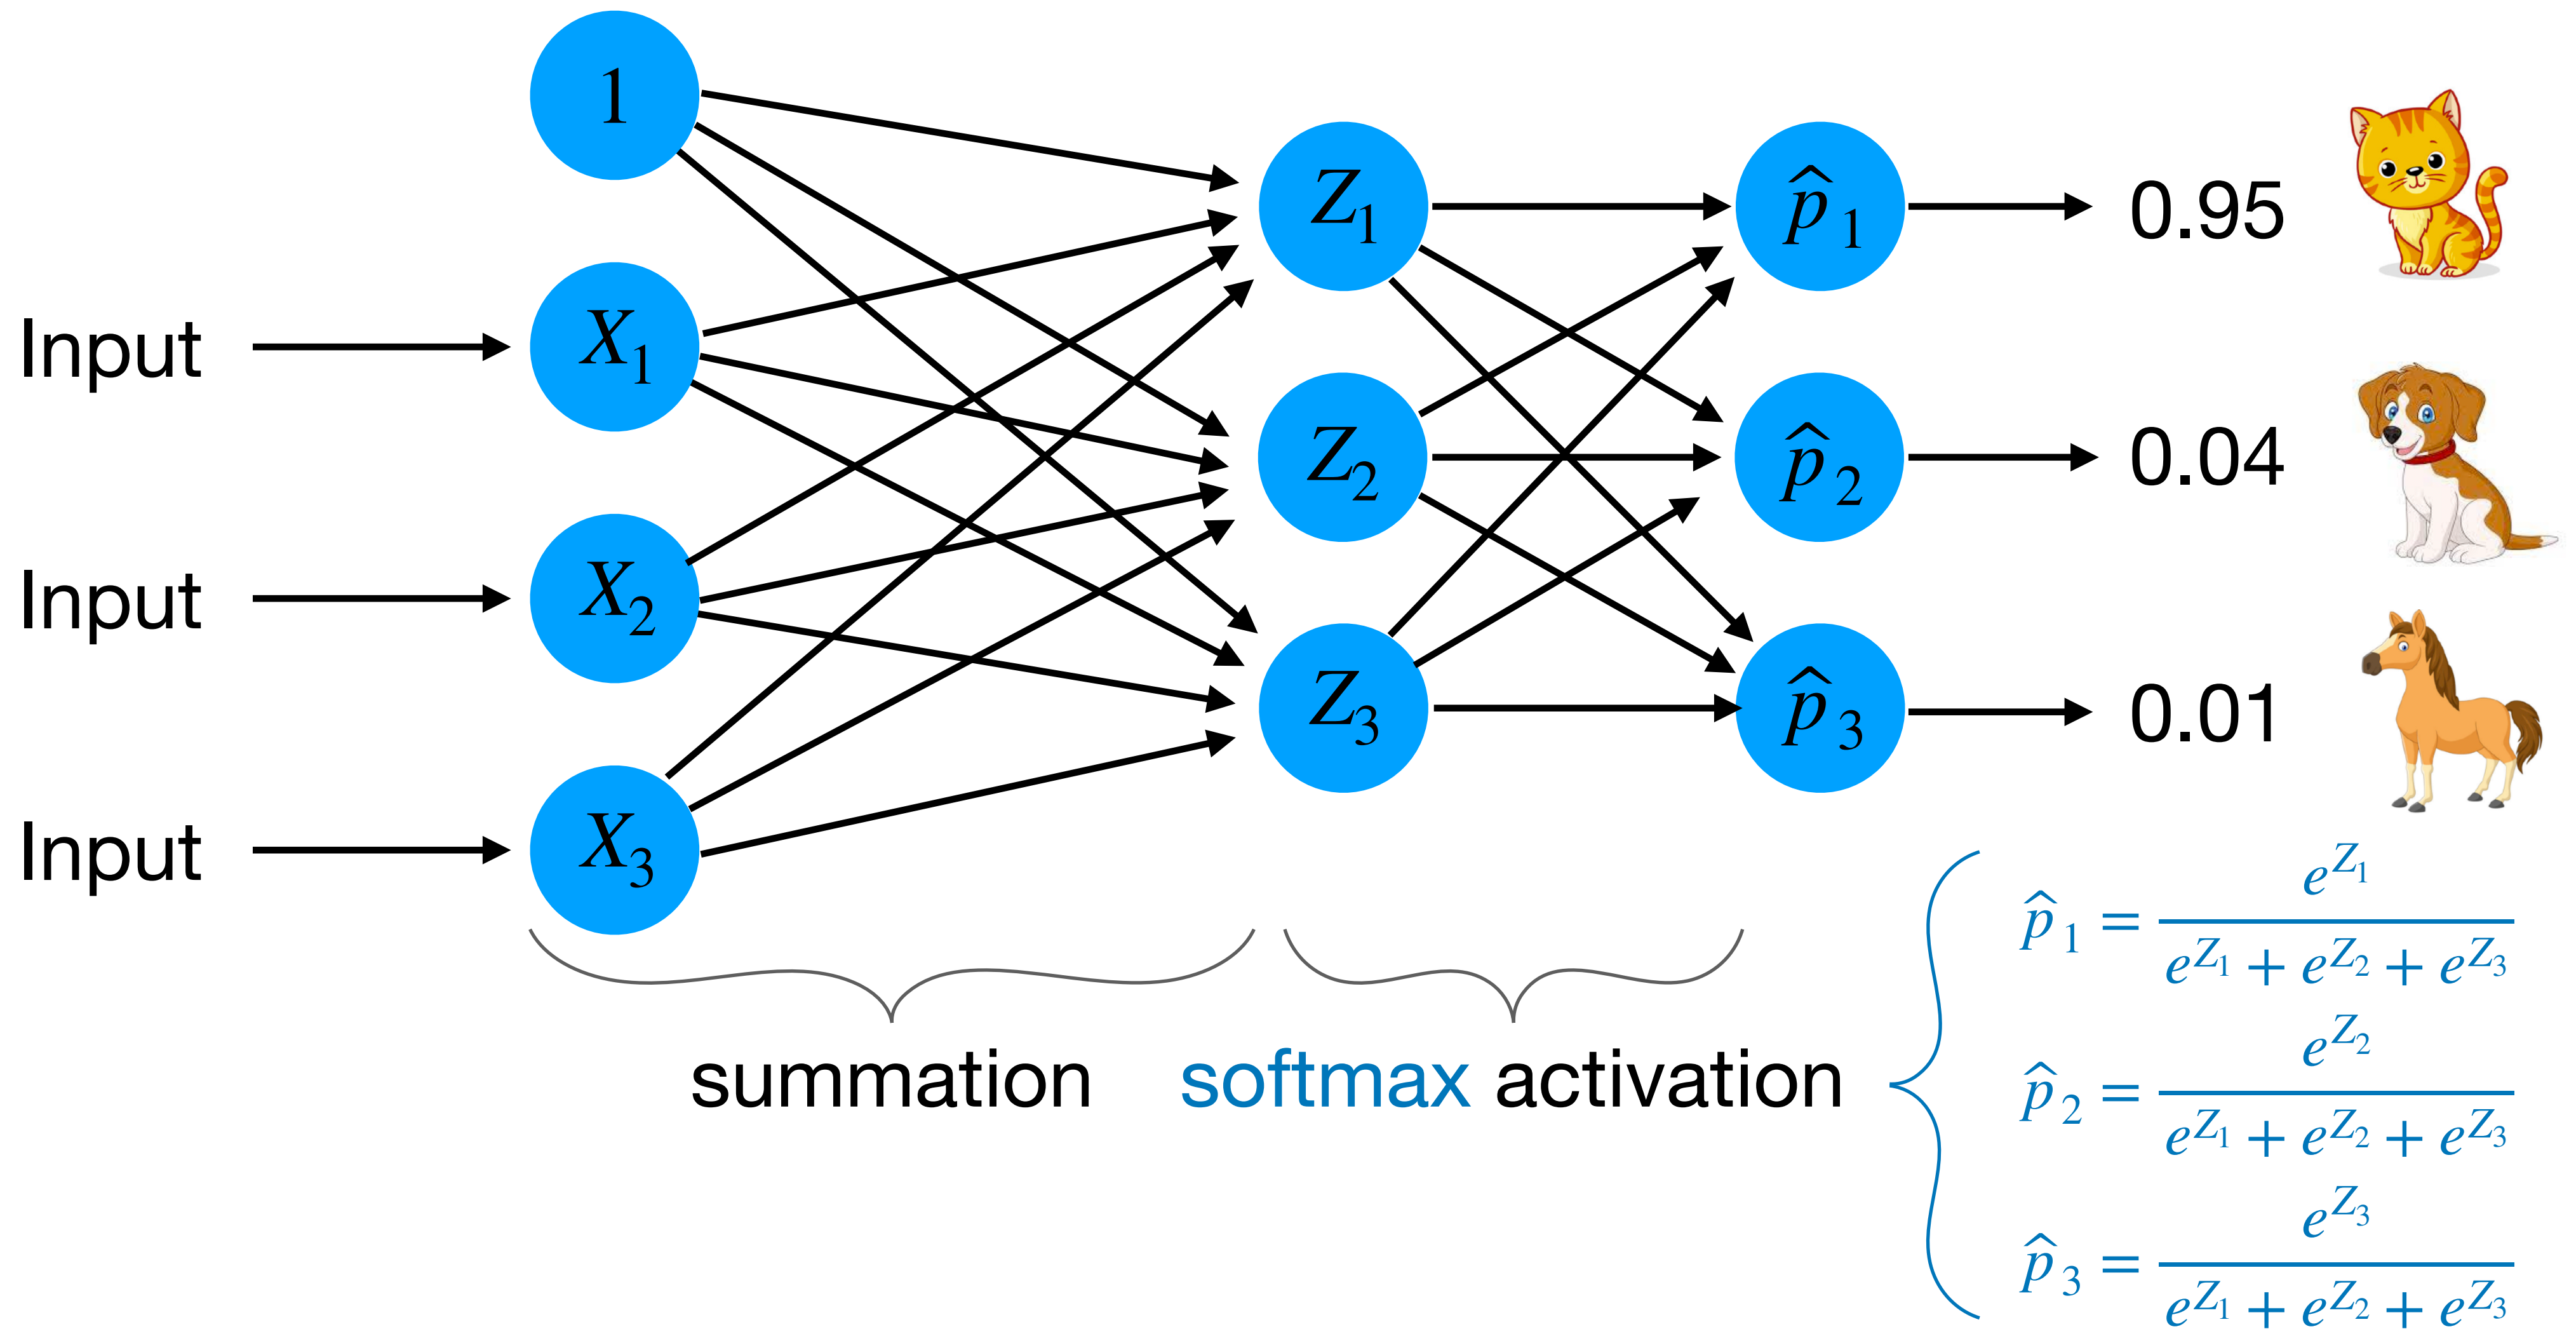 1
Input X₁
Input X₂
Input X₃
Z₁
Z₂
Z₃
p̂₁ 0.95
p̂₂ 0.04
p̂₃ 0.01
summation
softmax activation
p̂₁ = e^{Z₁} / (e^{Z₁} + e^{Z₂} + e^{Z₃})
p̂₂ = e^{Z₂} / (e^{Z₁} + e^{Z₂} + e^{Z₃})
p̂₃ = e^{Z₃} / (e^{Z₁} + e^{Z₂} + e^{Z₃})